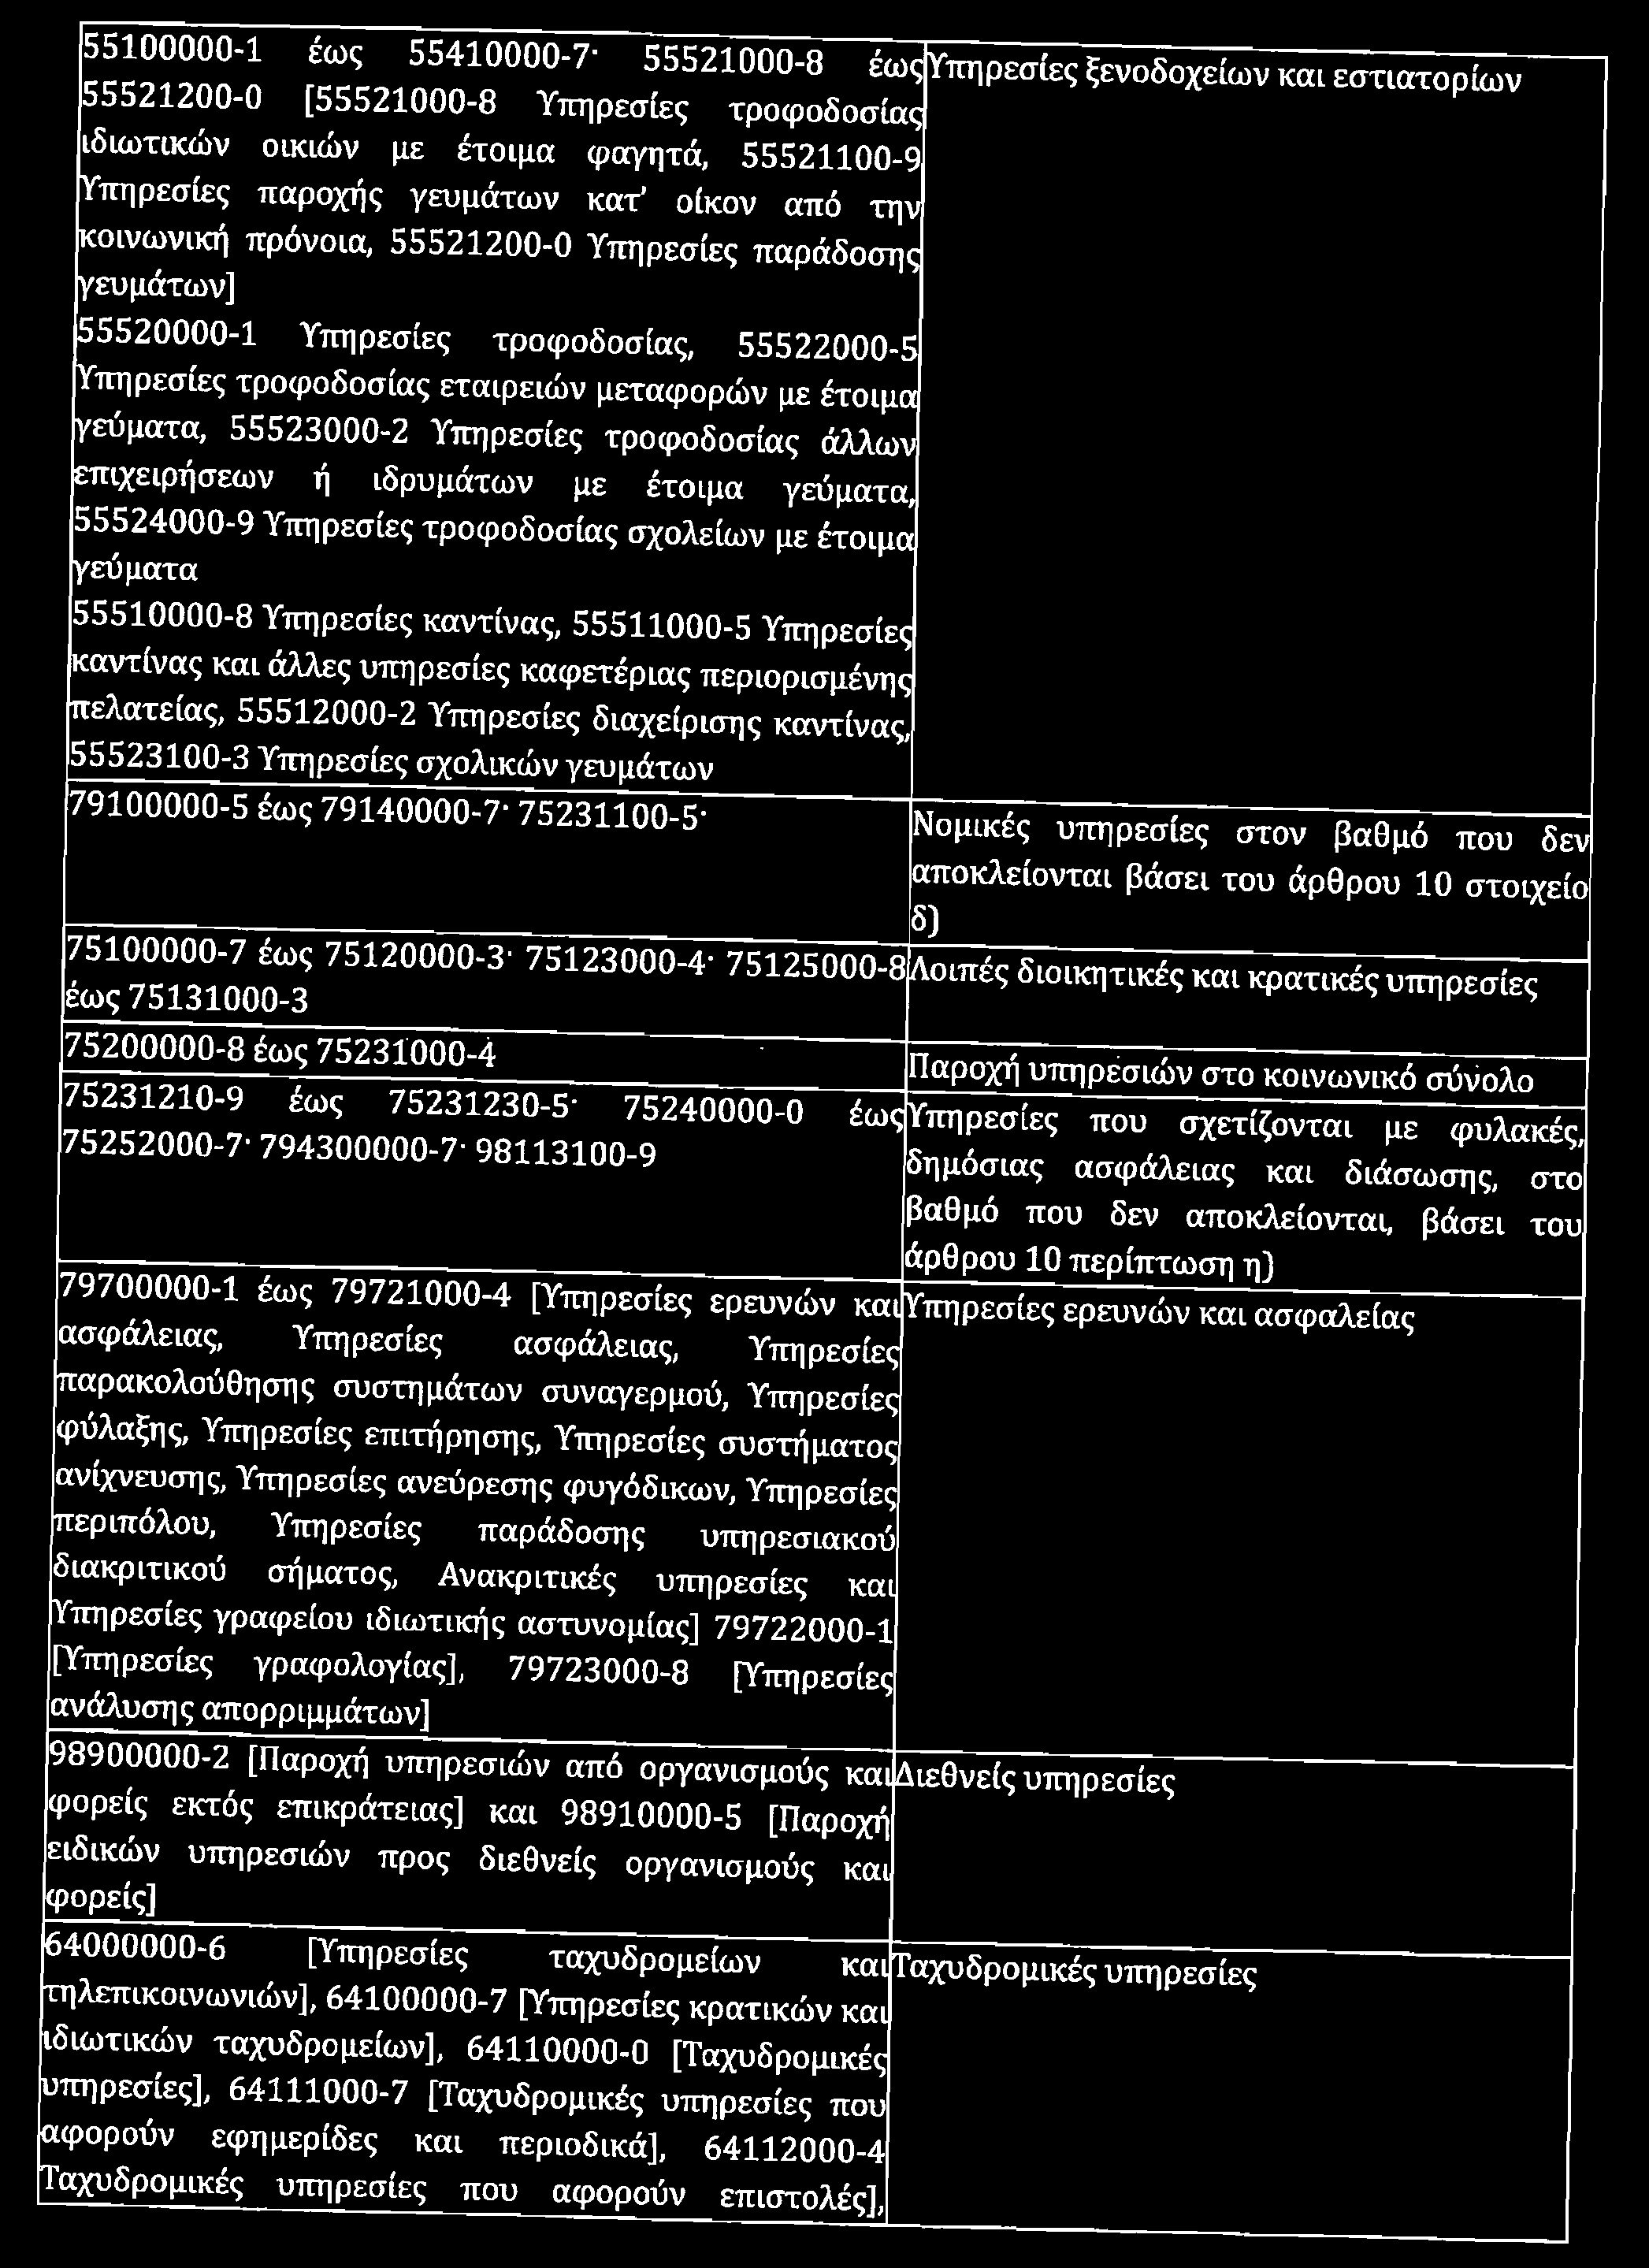 55100000-1 έως 55410000-7· 55521000-8 έως
55521200-0 [55521000-8 Υπηρεσίες τροφοδοσίας
ιδιωτικών οικιών με έτοιμα φαγητά, 55521100-9
Υπηρεσίες παροχής γευμάτων κατ’ οίκον από την
κοινωνική πρόνοια, 55521200-0 Υπηρεσίες παράδοσης
γευμάτων]
55520000-1 Υπηρεσίες τροφοδοσίας, 55522000-5
Υπηρεσίες τροφοδοσίας εταιρειών μεταφορών με έτοιμα
γεύματα, 55523000-2 Υπηρεσίες τροφοδοσίας άλλων
επιχειρήσεων ή ιδρυμάτων με έτοιμα γεύματα,
55524000-9 Υπηρεσίες τροφοδοσίας σχολείων με έτοιμα
γεύματα
55510000-8 Υπηρεσίες καντίνας, 55511000-5 Υπηρεσίες
καντίνας και άλλες υπηρεσίες καφετέριας περιορισμένης
πελατείας, 55512000-2 Υπηρεσίες διαχείρισης καντίνας,
55523100-3 Υπηρεσίες σχολικών γευμάτων
Υπηρεσίες ξενοδοχείων και εστιατορίων
79100000-5 έως 79140000-7· 75231100-5·
Νομικές υπηρεσίες στον βαθμό που δεν
αποκλείονται βάσει του άρθρου 10 στοιχείο
δ)
75100000-7 έως 75120000-3· 75123000-4· 75125000-8
έως 75131000-3
Λοιπές διοικητικές και κρατικές υπηρεσίες
75200000-8 έως 75231000-4
Παροχή υπηρεσιών στο κοινωνικό σύνολο
75231210-9 έως 75231230-5· 75240000-0 έως
75252000-7· 794300000-7· 98113100-9
Υπηρεσίες που σχετίζονται με φυλακές,
δημόσιας ασφάλειας και διάσωσης, στο
βαθμό που δεν αποκλείονται, βάσει του
άρθρου 10 περίπτωση η)
79700000-1 έως 79721000-4 [Υπηρεσίες ερευνών και
ασφάλειας, Υπηρεσίες ασφάλειας, Υπηρεσίες
παρακολούθησης συστημάτων συναγερμού, Υπηρεσίες
φύλαξης, Υπηρεσίες επιτήρησης, Υπηρεσίες συστήματος
ανίχνευσης, Υπηρεσίες ανεύρεσης φυγόδικων, Υπηρεσίες
περιπόλου, Υπηρεσίες παράδοσης υπηρεσιακού
διακριτικού σήματος, Ανακριτικές υπηρεσίες και
Υπηρεσίες γραφείου ιδιωτικής αστυνομίας] 79722000-1
[Υπηρεσίες γραφολογίας], 79723000-8 [Υπηρεσίες
ανάλυσης απορριμμάτων]
Υπηρεσίες ερευνών και ασφαλείας
98900000-2 [Παροχή υπηρεσιών από οργανισμούς και
φορείς εκτός επικράτειας] και 98910000-5 [Παροχή
ειδικών υπηρεσιών προς διεθνείς οργανισμούς και
φορείς]
Διεθνείς υπηρεσίες
64000000-6 [Υπηρεσίες ταχυδρομείων και
τηλεπικοινωνιών], 64100000-7 [Υπηρεσίες κρατικών και
ιδιωτικών ταχυδρομείων], 64110000-0 [Ταχυδρομικές
υπηρεσίες], 64111000-7 [Ταχυδρομικές υπηρεσίες που
αφορούν εφημερίδες και περιοδικά], 64112000-4
Ταχυδρομικές υπηρεσίες που αφορούν επιστολές],
Ταχυδρομικές υπηρεσίες